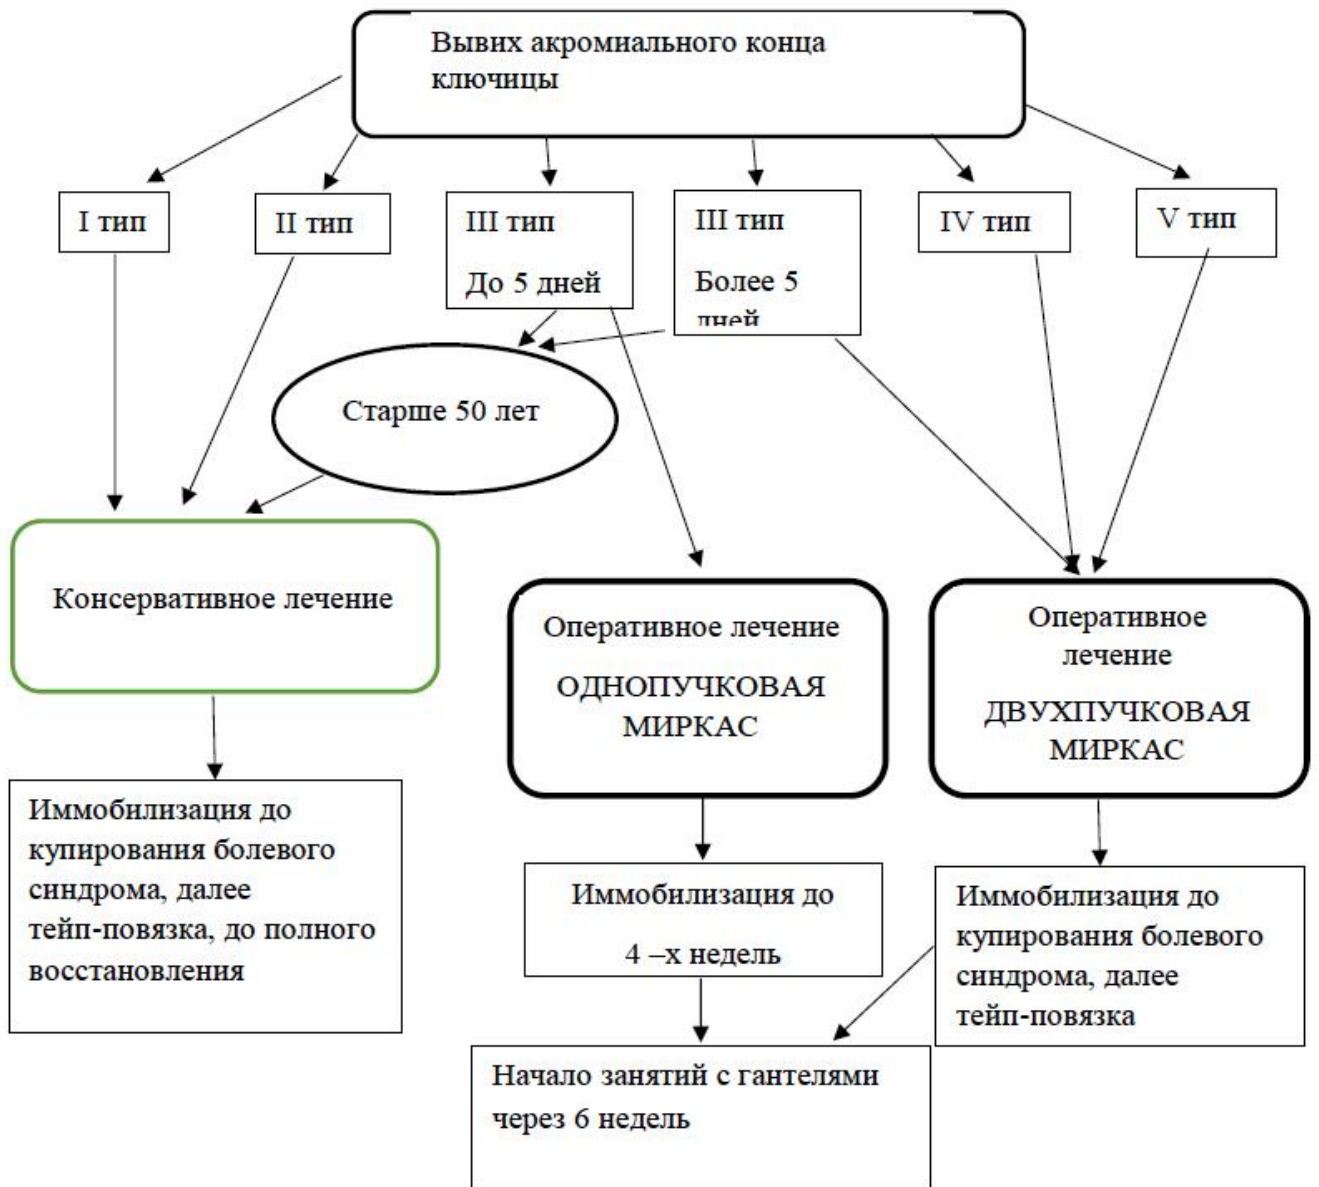 Вывих акромиального конца
ключицы
I тип
II тип
III тип
До 5 дней
III тип
Более 5
дней
IV тип
V тип
Старше 50 лет
Консервативное лечение
Оперативное лечение
ОДНОПУЧКОВАЯ
МИРКАС
Оперативное
лечение
ДВУХПУЧКОВАЯ
МИРКАС
Иммобилизация до
купирования болевого
синдрома, далее
тейп-повязка, до полного
восстановления
Иммобилизация до
4 –х недель
Иммобилизация до
купирования болевого
синдрома, далее
тейп-повязка
Начало занятий с гантелями
через 6 недель